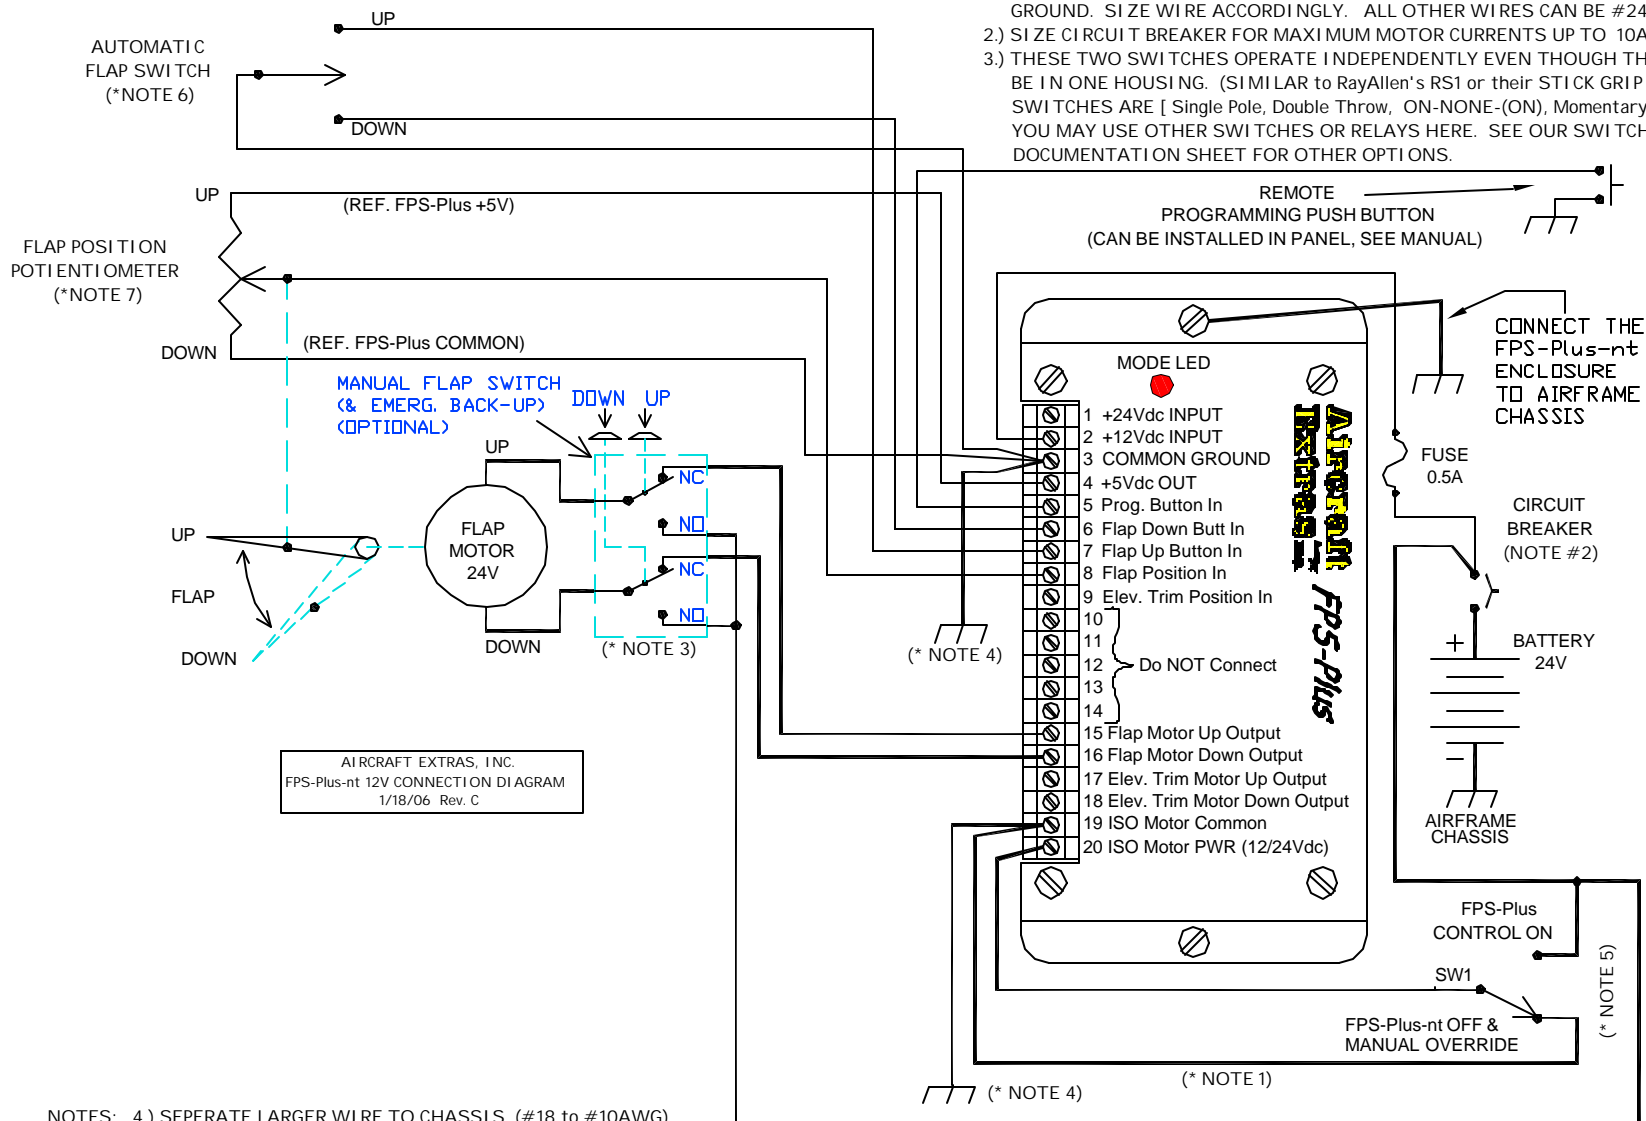 GROUND. SIZE WIRE ACCORDINGLY. ALL OTHER WIRES CAN BE #24
2.) SIZE CIRCUIT BREAKER FOR MAXIMUM MOTOR CURRENTS UP TO 10A
3.) THESE TWO SWITCHES OPERATE INDEPENDENTLY EVEN THOUGH TH
BE IN ONE HOUSING. (SIMILAR to RayAllen's RS1 or their STICK GRIP
SWITCHES ARE [ Single Pole, Double Throw, ON-NONE-(ON), Momentary
YOU MAY USE OTHER SWITCHES OR RELAYS HERE. SEE OUR SWITCH
DOCUMENTATION SHEET FOR OTHER OPTIONS.
UP
AUTOMATIC
FLAP SWITCH
(*NOTE 6)
DOWN
REMOTE
PROGRAMMING PUSH BUTTON
(CAN BE INSTALLED IN PANEL, SEE MANUAL)
UP
(REF. FPS-Plus +5V)
FLAP POSITION
POTIENTIOMETER
(*NOTE 7)
DOWN
(REF. FPS-Plus COMMON)
CONNECT THE
FPS-Plus-nt
ENCLOSURE
TO AIRFRAME
CHASSIS
MANUAL FLAP SWITCH
(& EMERG. BACK-UP)
(OPTIONAL)
DOWN UP
UP
NC
NO
NC
NO
FLAP
MOTOR
24V
DOWN
(* NOTE 3)
UP
FLAP
DOWN
MODE LED
1 +24Vdc INPUT
2 +12Vdc INPUT
3 COMMON GROUND
4 +5Vdc OUT
5 Prog. Button In
6 Flap Down Butt In
7 Flap Up Button In
8 Flap Position In
9 Elev. Trim Position In
10
11
12 Do NOT Connect
13
14
15 Flap Motor Up Output
16 Flap Motor Down Output
17 Elev. Trim Motor Up Output
18 Elev. Trim Motor Down Output
19 ISO Motor Common
20 ISO Motor PWR (12/24Vdc)
Aircraft
Extras Inc
FPS-Plus
(* NOTE 4)
FUSE
0.5A
CIRCUIT
BREAKER
(NOTE #2)
+
BATTERY
24V
−
AIRFRAME
CHASSIS
AIRCRAFT EXTRAS, INC.
FPS-Plus-nt 12V CONNECTION DIAGRAM
1/18/06 Rev. C
FPS-Plus
CONTROL ON
SW1
FPS-Plus-nt OFF &
MANUAL OVERRIDE
(* NOTE 5)
(* NOTE 1)
(* NOTE 4)
NOTES: 4.) SEPERATE LARGER WIRE TO CHASSIS (#18 to #10AWG)